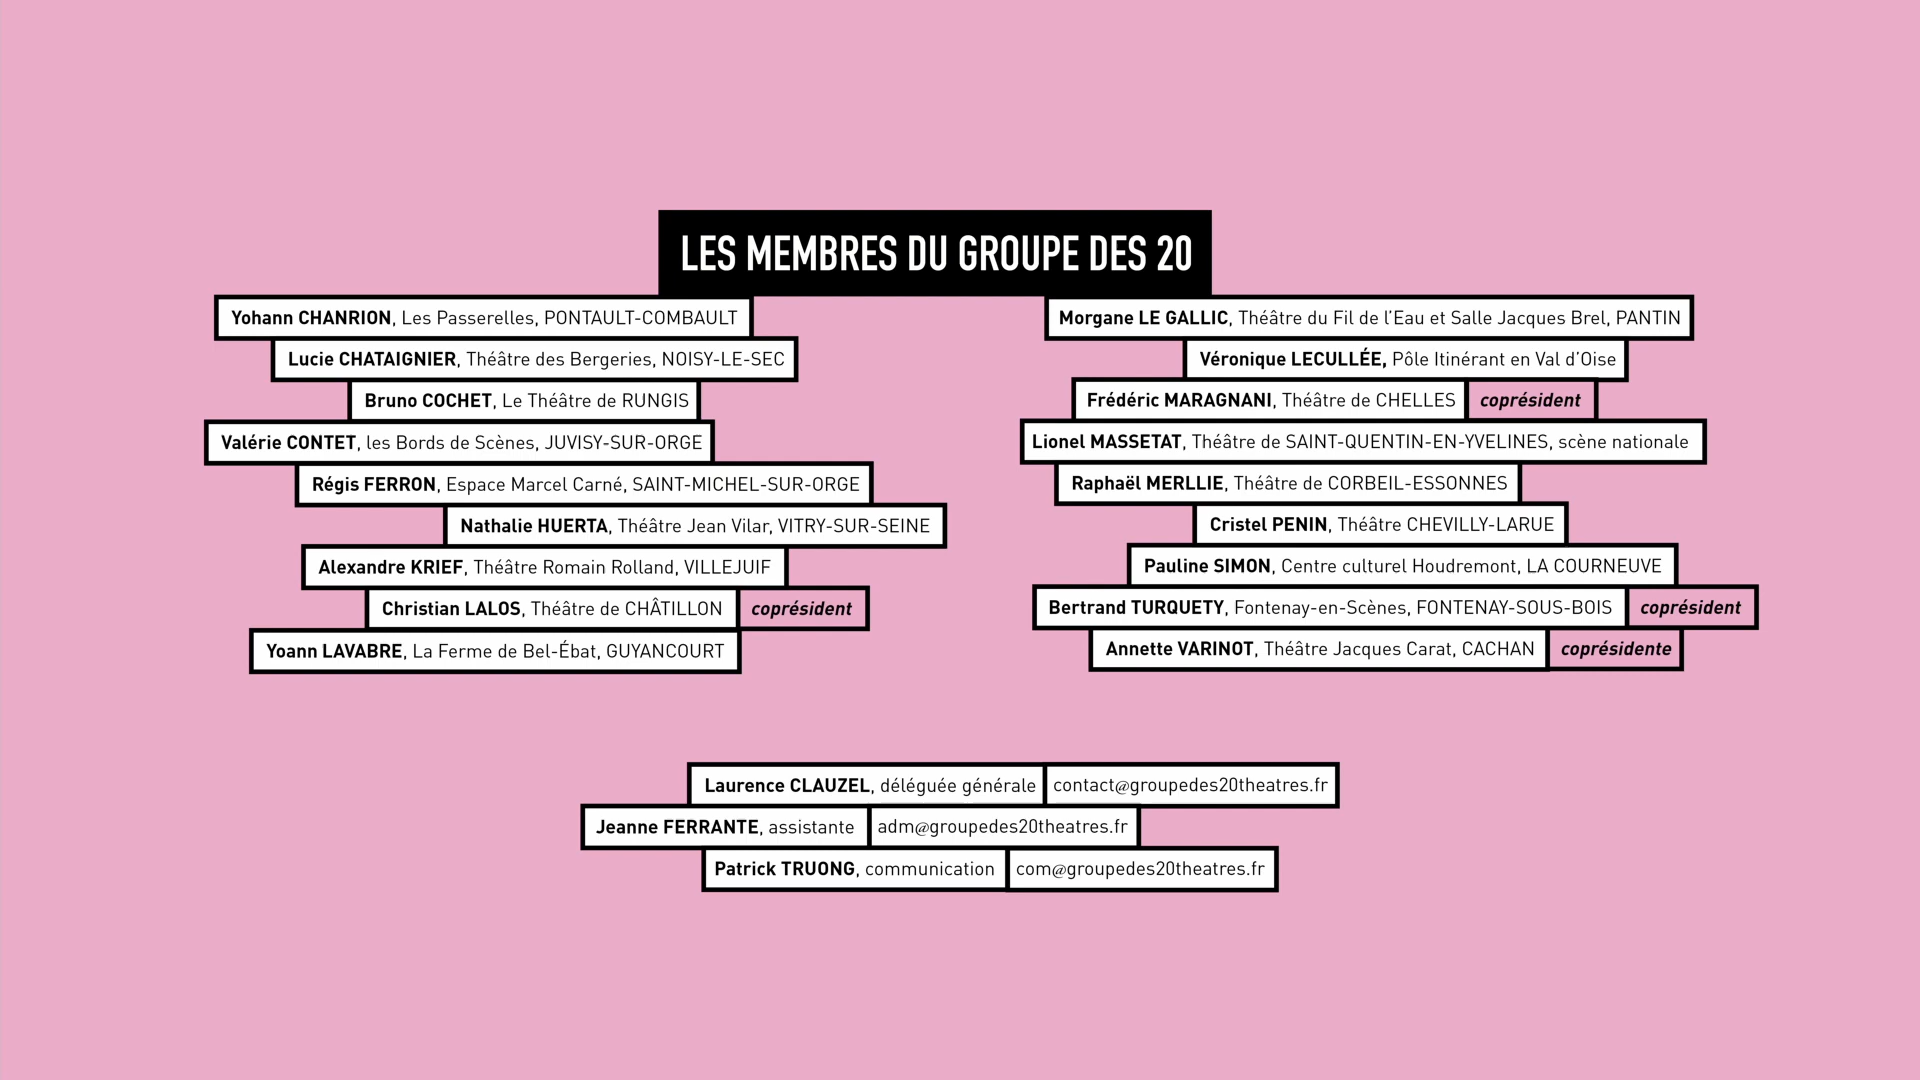 LES MEMBRES DU GROUPE DES 20
Yohann CHANRION, Les Passerelles, PONTAULT-COMBAULT
Lucie CHATAIGNIER, Théâtre des Bergeries, NOISY-LE-SEC
Bruno COCHET, Le Théâtre de RUNGIS
Valérie CONTET, les Bords de Scènes, JUVISY-SUR-ORGE
Régis FERRON, Espace Marcel Carné, SAINT-MICHEL-SUR-ORGE
Nathalie HUERTA, Théâtre Jean Vilar, VITRY-SUR-SEINE
Alexandre KRIEF, Théâtre Romain Rolland, VILLEJUIF
Christian LALOS, Théâtre de CHÂTILLON coprésident
Yoann LAVABRE, La Ferme de Bel-Ébat, GUYANCOURT
Morgane LE GALLIC, Théâtre du Fil de l’Eau et Salle Jacques Brel, PANTIN
Véronique LECULLÉE, Pôle Itinérant en Val d’Oise
Frédéric MARAGNANI, Théâtre de CHELLES coprésident
Lionel MASSETAT, Théâtre de SAINT-QUENTIN-EN-YVELINES, scène nationale
Raphaël MERLLIE, Théâtre de CORBEIL-ESSONNES
Cristel PENIN, Théâtre CHEVILLY-LARUE
Pauline SIMON, Centre culturel Houdremont, LA COURNEUVE
Bertrand TURQUETY, Fontenay-en-Scènes, FONTENAY-SOUS-BOIS coprésident
Annette VARINOT, Théâtre Jacques Carat, CACHAN coprésidente
Laurence CLAUZEL, déléguée générale contact@groupedes20theatres.fr
Jeanne FERRANTE, assistante adm@groupedes20theatres.fr
Patrick TRUONG, communication com@groupedes20theatres.fr